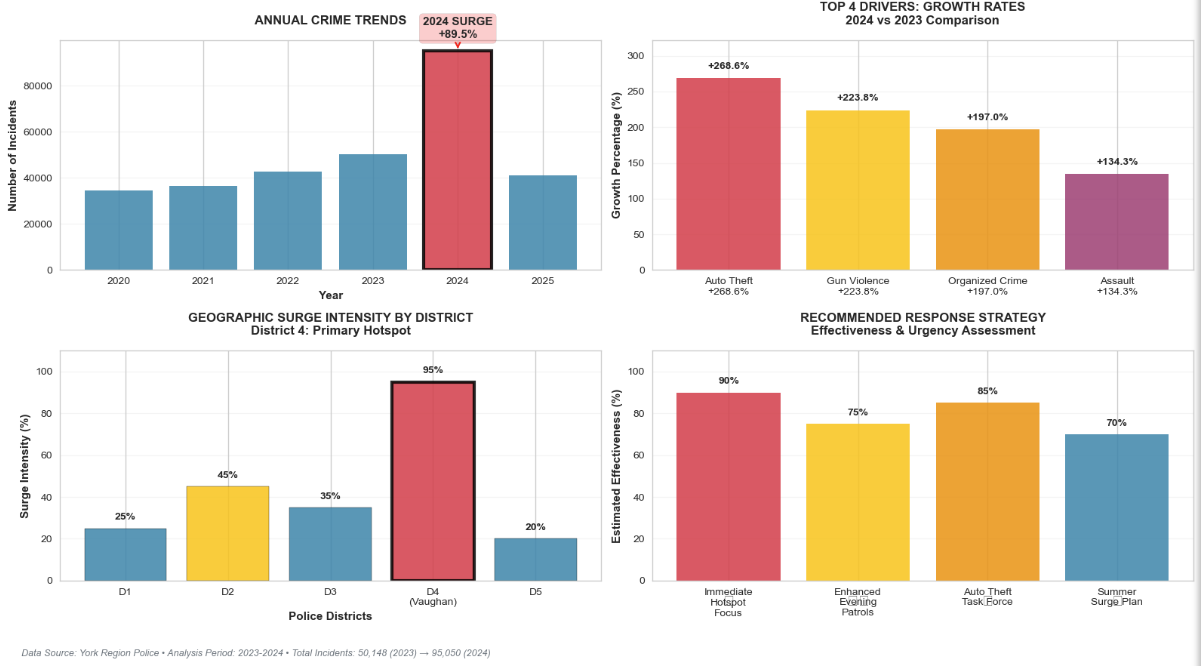 ANNUAL CRIME TRENDS
2024 SURGE
+89.5%
Number of Incidents
80000
60000
40000
20000
0
2020 2021 2022 2023 2024 2025
Year
TOP 4 DRIVERS: GROWTH RATES
2024 vs 2023 Comparison
Growth Percentage (%)
300
250
200
150
100
50
0
+268.6%
+223.8%
+197.0%
+134.3%
Auto Theft
+268.6%
Gun Violence
+223.8%
Organized Crime
+197.0%
Assault
+134.3%
GEOGRAPHIC SURGE INTENSITY BY DISTRICT
District 4: Primary Hotspot
Surge Intensity (%)
100
80
60
40
20
0
25%
45%
35%
95%
20%
D1
D2
D3
D4
(Vaughan)
D5
Police Districts
RECOMMENDED RESPONSE STRATEGY
Effectiveness & Urgency Assessment
Estimated Effectiveness (%)
100
80
60
40
20
0
90%
75%
85%
70%
Immediate
Hotspot
Focus
Enhanced
Evening
Patrols
Auto Theft
Task Force
Summer
Surge Plan
Data Source: York Region Police • Analysis Period: 2023-2024 • Total Incidents: 50,148 (2023) → 95,050 (2024)